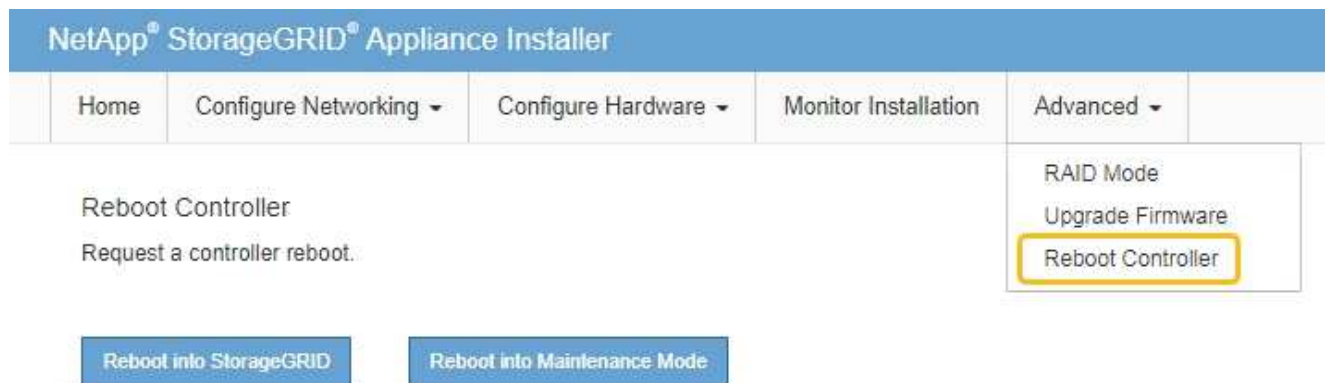 NetApp® StorageGRID® Appliance Installer
Home Configure Networking Configure Hardware Monitor Installation Advanced
RAID Mode
Upgrade Firmware
Reboot Controller
Reboot Controller
Request a controller reboot.
Reboot into StorageGRID Reboot into Maintenance Mode